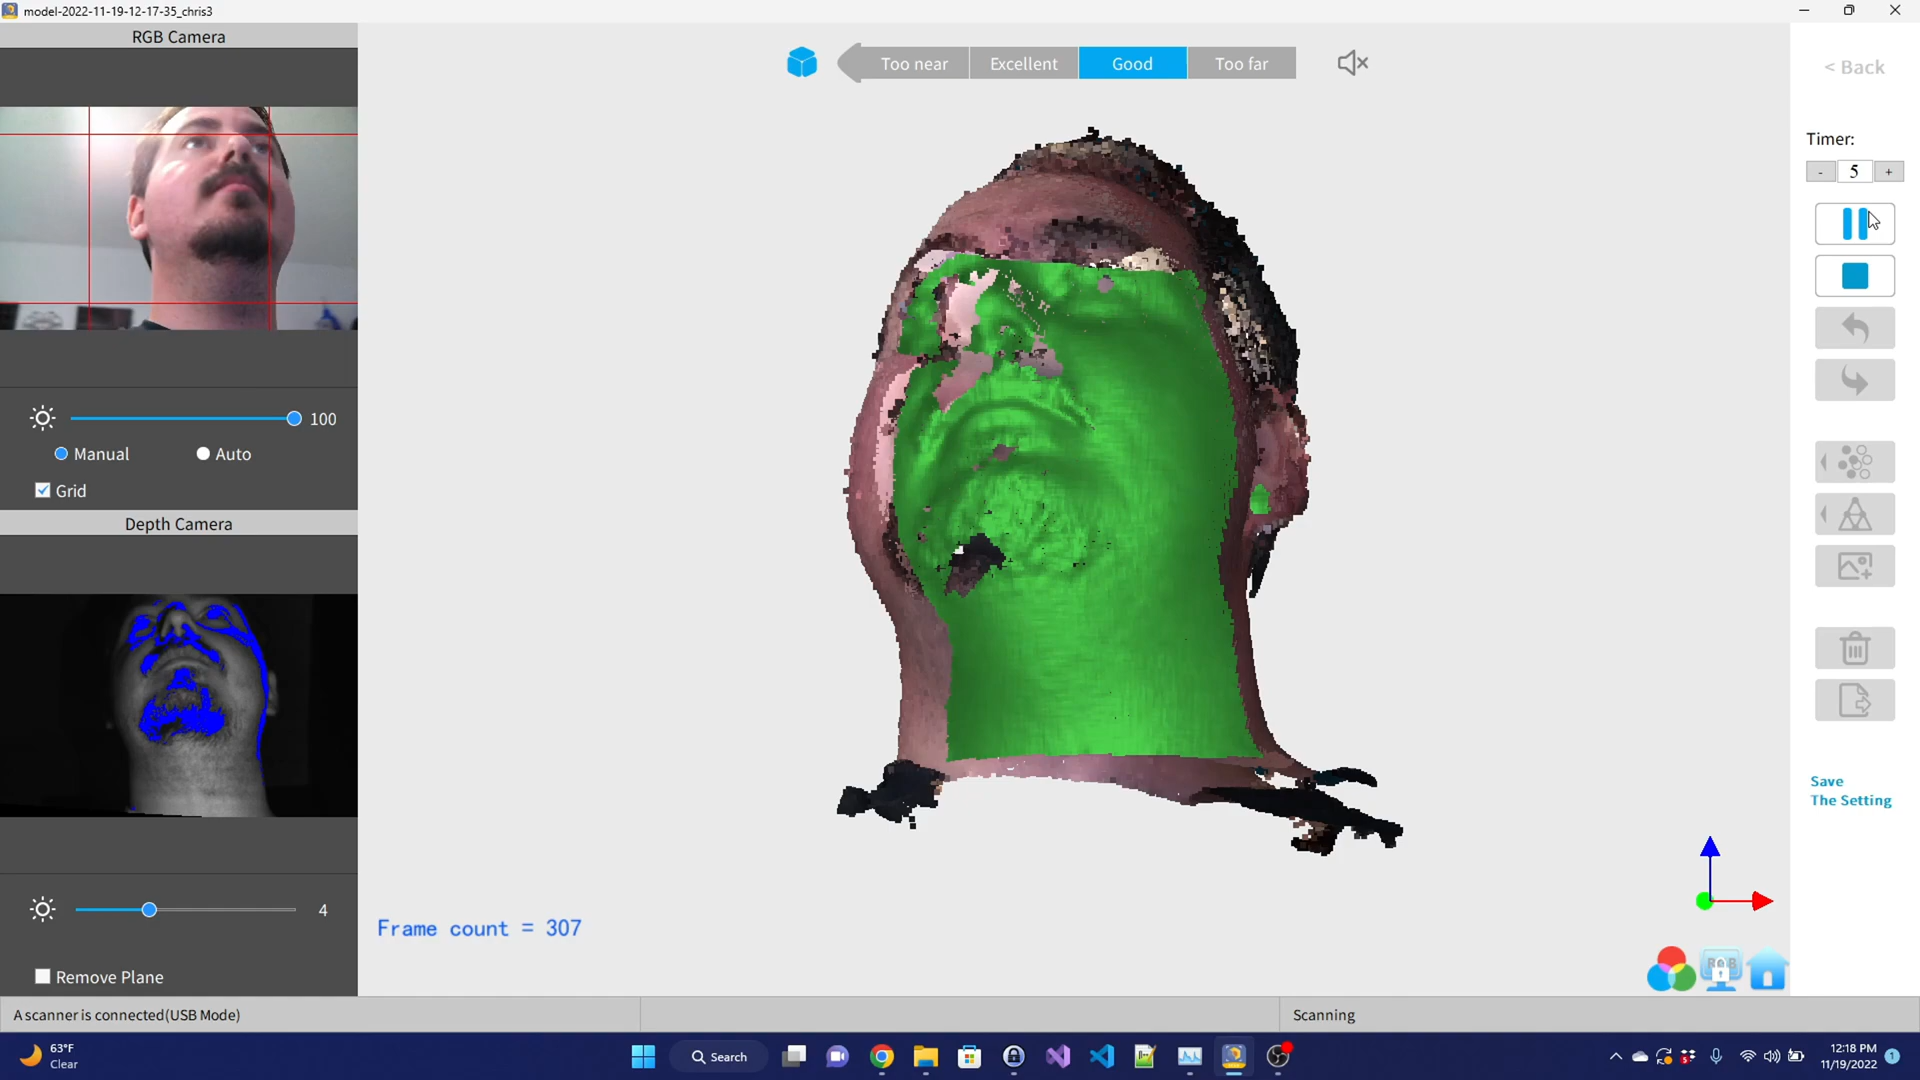 model-2022-11-19-12-17-35_chris3
RGB Camera
Too near
Excellent
Good
Too far
< Back
Timer:
- 5 +
100
Manual
Auto
Grid
Depth Camera
Save
The Setting
4
Frame count = 307
Remove Plane
RGB
A scanner is connected(USB Mode)
Scanning
63°F
Clear
Search
12:18 PM
11/19/2022
1